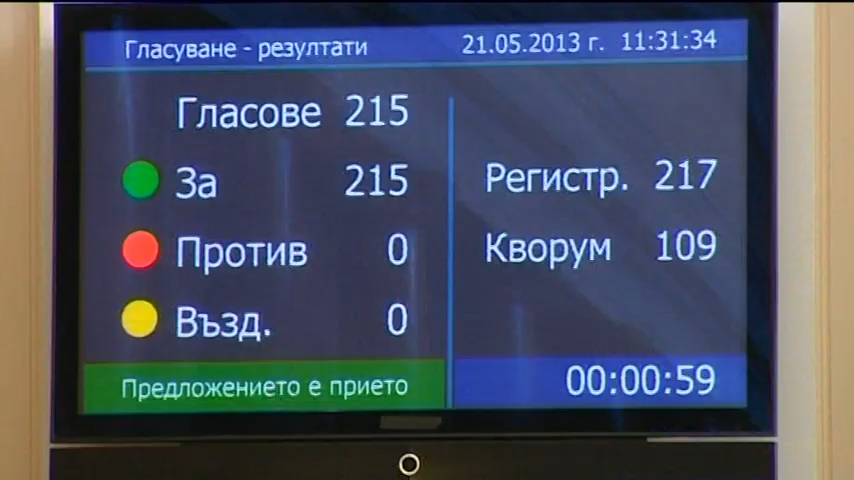 Гласуване - резултати 21.05.2013 г. 11:31:34
Гласове 215
За 215
Против 0
Възд. 0
Предложението е прието
Регистр. 217
Кворум 109
00:00:59